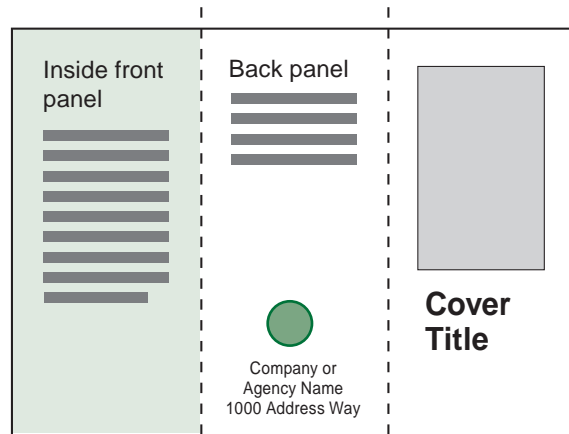 Inside front
panel
Back panel
Company or
Agency Name
1000 Address Way
Cover
Title